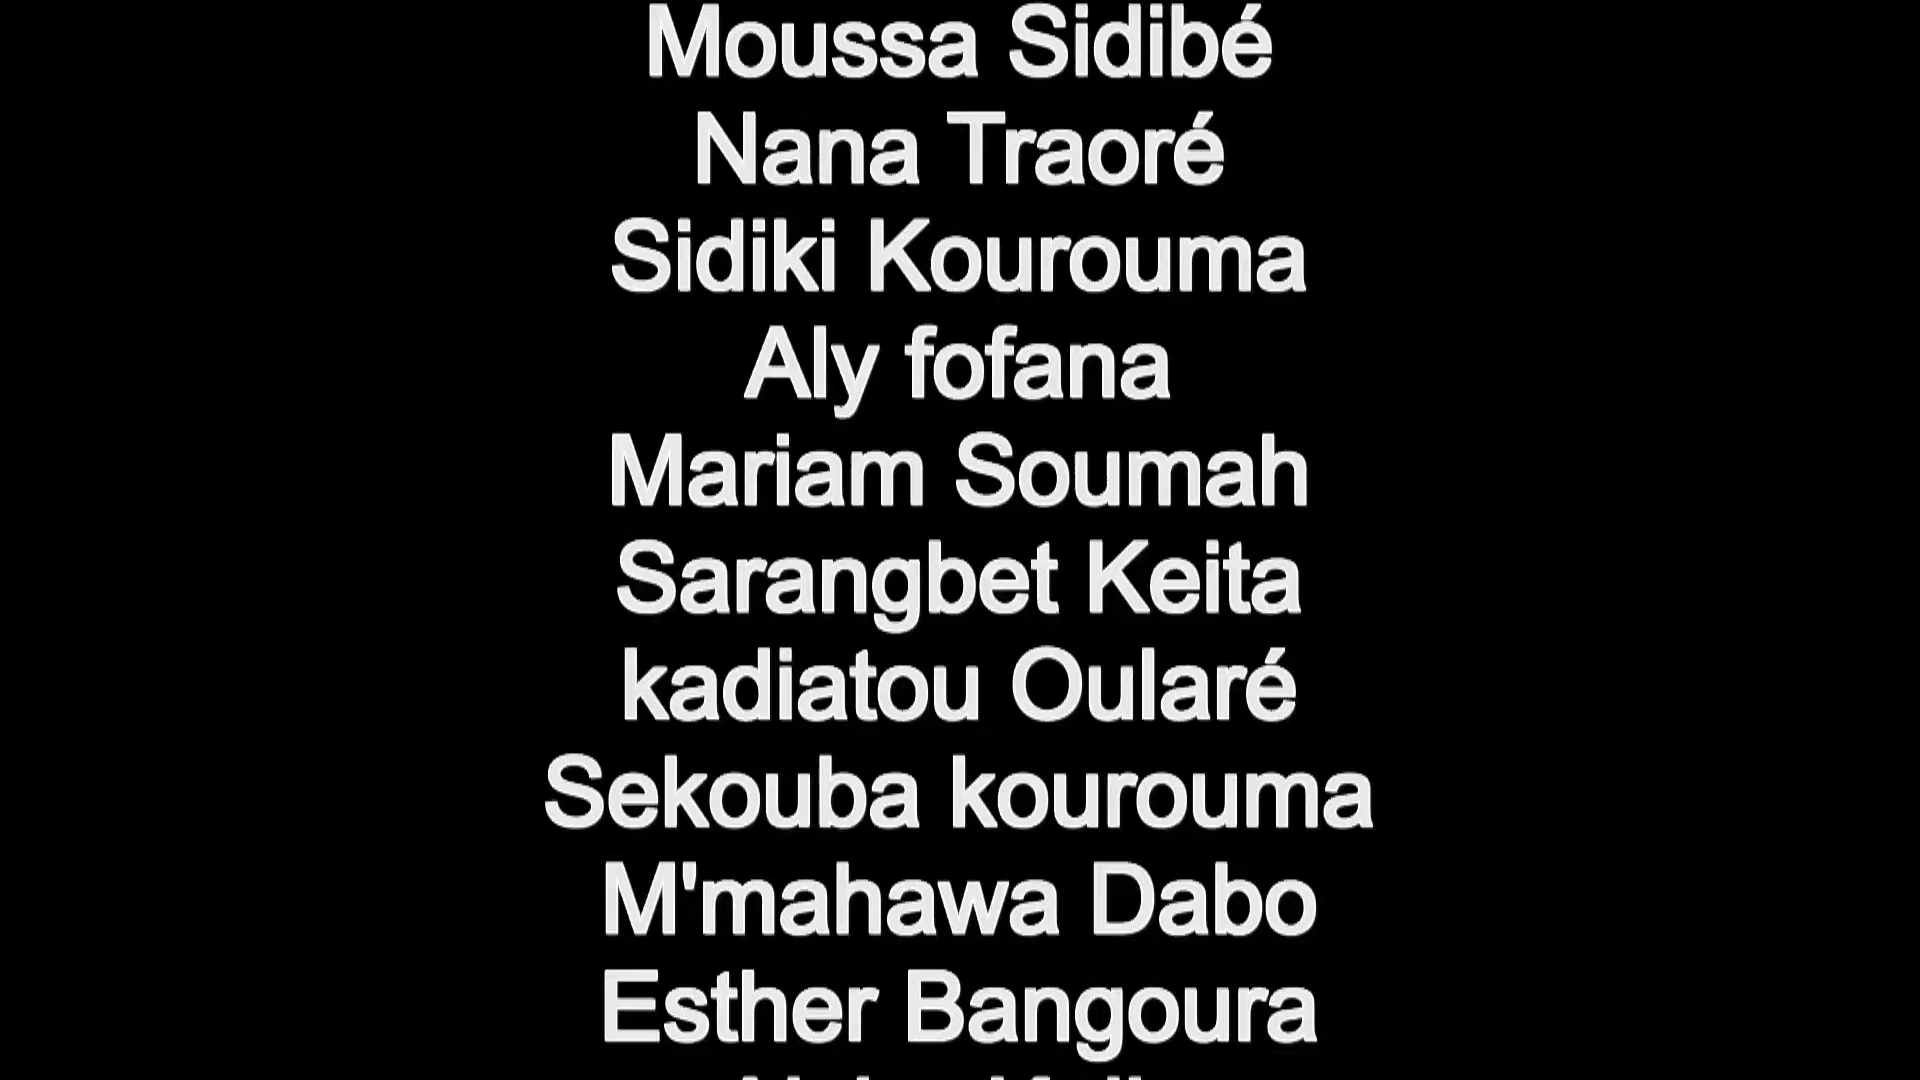 Moussa Sidibé
Nana Traoré
Sidiki Kourouma
Aly fofana
Mariam Soumah
Sarangbet Keita
kadiatou Oularé
Sekouba kourouma
M'mahawa Dabo
Esther Bangoura